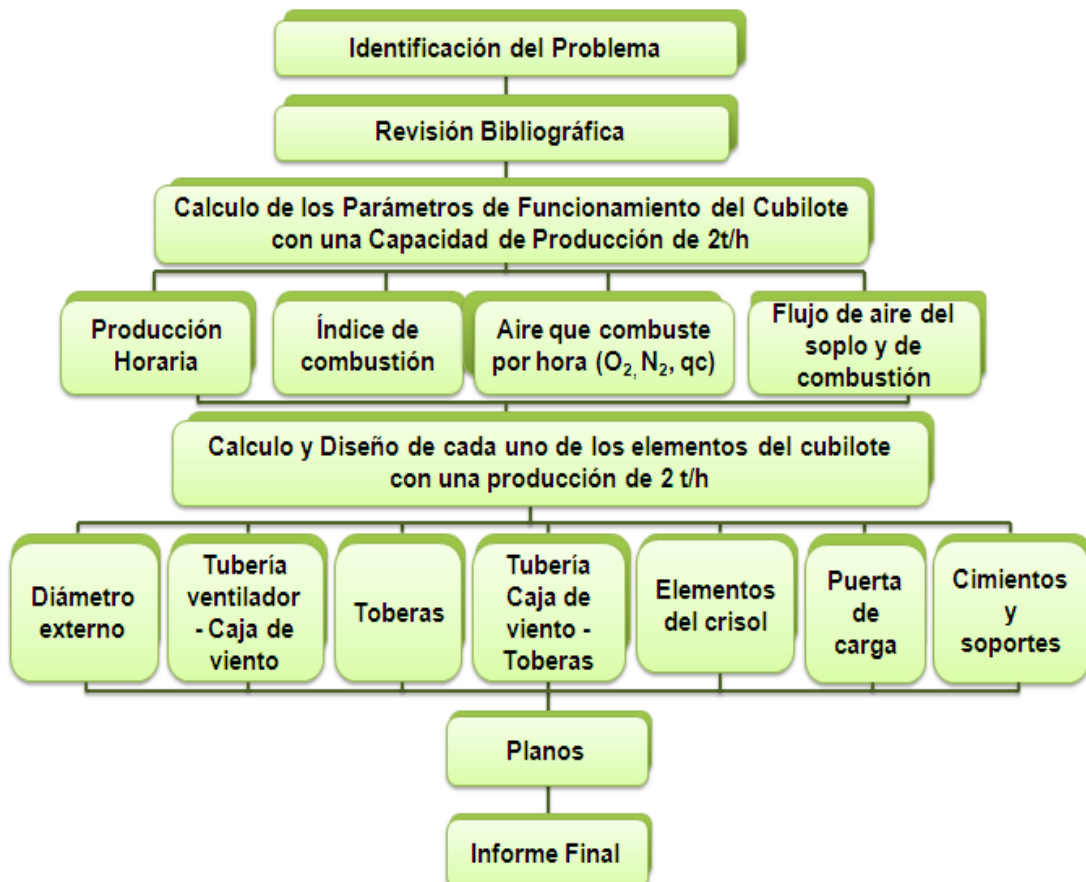 Identificación del Problema
Revisión Bibliográfica
Calculo de los Parámetros de Funcionamiento del Cubilote
con una Capacidad de Producción de 2t/h
Producción
Horaria
Índice de
combustión
Aire que combuste
por hora (O₂, N₂, qc)
Flujo de aire del
soplo y de
combustión
Calculo y Diseño de cada uno de los elementos del cubilote
con una producción de 2 t/h
Diámetro
externo
Tubería
ventilador
- Caja de
viento
Toberas
Tubería
Caja de
viento -
Toberas
Elementos
del crisol
Puerta
de
carga
Cimientos
y
soportes
Planos
Informe Final